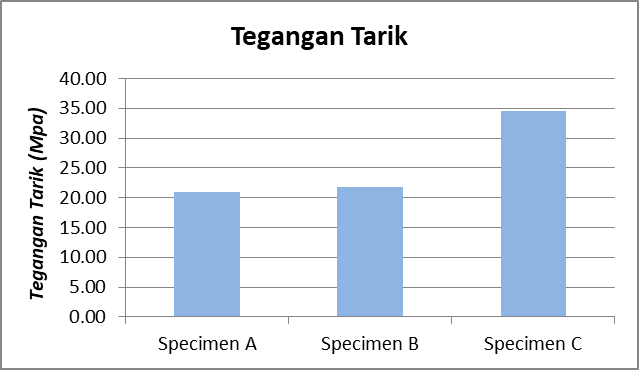 Tegangan Tarik
Tegangan Tarik (Mpa)
40.00
35.00
30.00
25.00
20.00
15.00
10.00
5.00
0.00
Specimen A
Specimen B
Specimen C